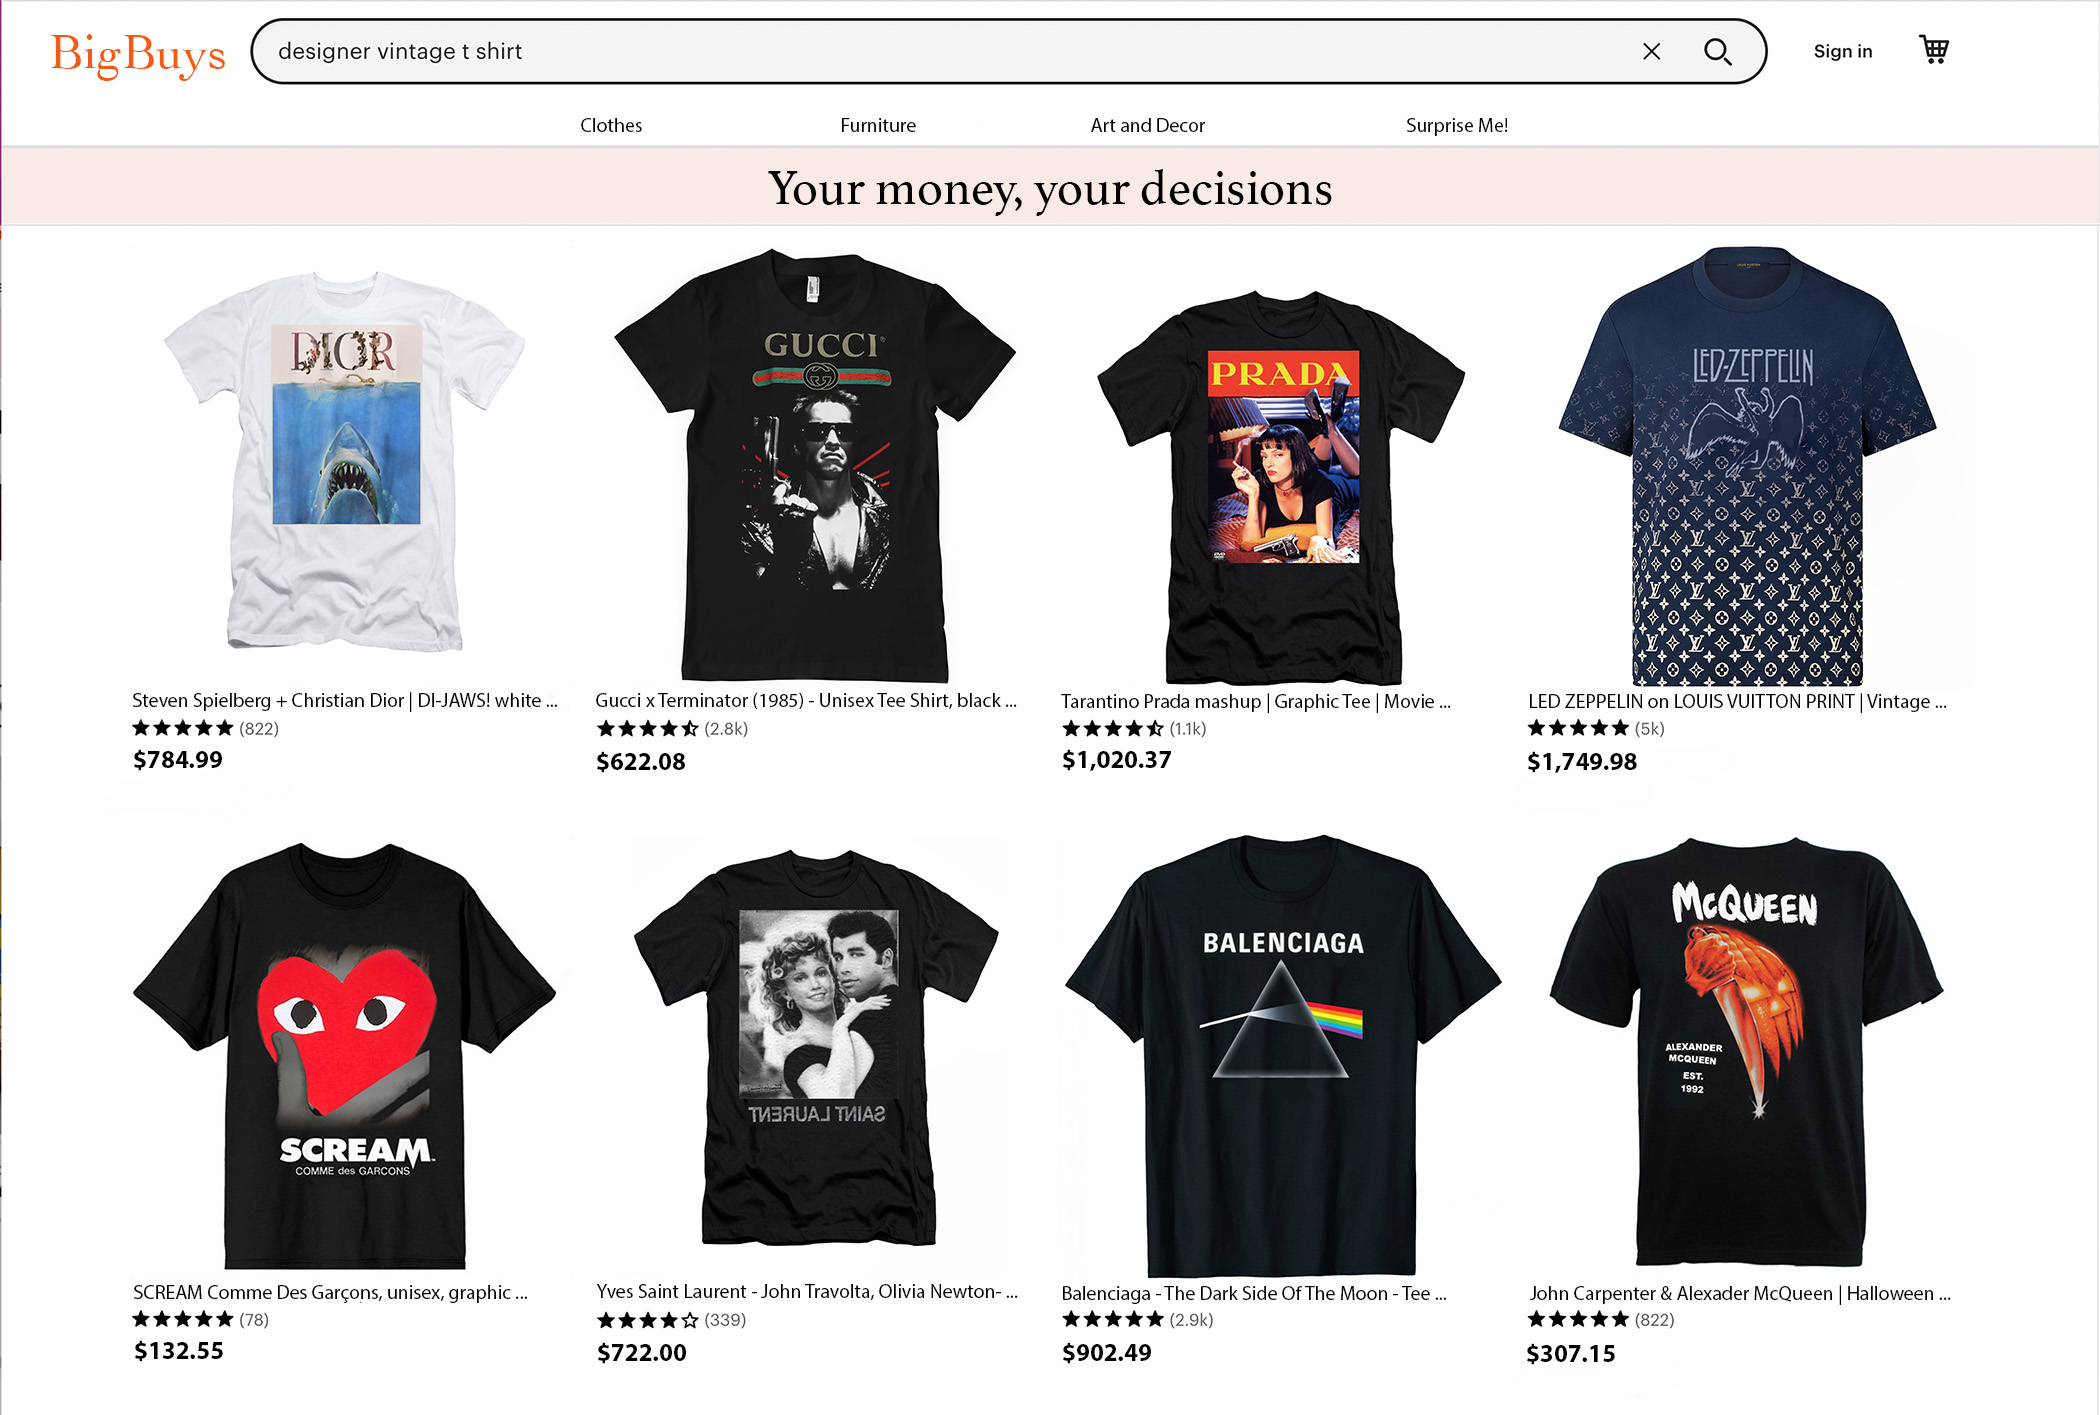 BigBuys
designer vintage t shirt
Sign in
Clothes
Furniture
Art and Decor
Surprise Me!
Your money, your decisions
DIOR
GUCCI
PRADA
DVD
LOUIS VUITTON
LED-ZEPPELIN
Steven Spielberg + Christian Dior | DI-JAWS! white ...
(822)
$784.99
Gucci x Terminator (1985) - Unisex Tee Shirt, black ...
(2.8k)
$622.08
Tarantino Prada mashup | Graphic Tee | Movie ...
(1.1k)
$1,020.37
LED ZEPPELIN on LOUIS VUITTON PRINT | Vintage ...
(5k)
$1,749.98
SCREAM
COMME des GARCONS
SAINT LAURENT
BALENCIAGA
McQUEEN
ALEXANDER
MCQUEEN
EST.
1992
SCREAM Comme Des Garçons, unisex, graphic ...
(78)
$132.55
Yves Saint Laurent - John Travolta, Olivia Newton- ...
(339)
$722.00
Balenciaga - The Dark Side Of The Moon - Tee ...
(2.9k)
$902.49
John Carpenter & Alexader McQueen | Halloween ...
(822)
$307.15